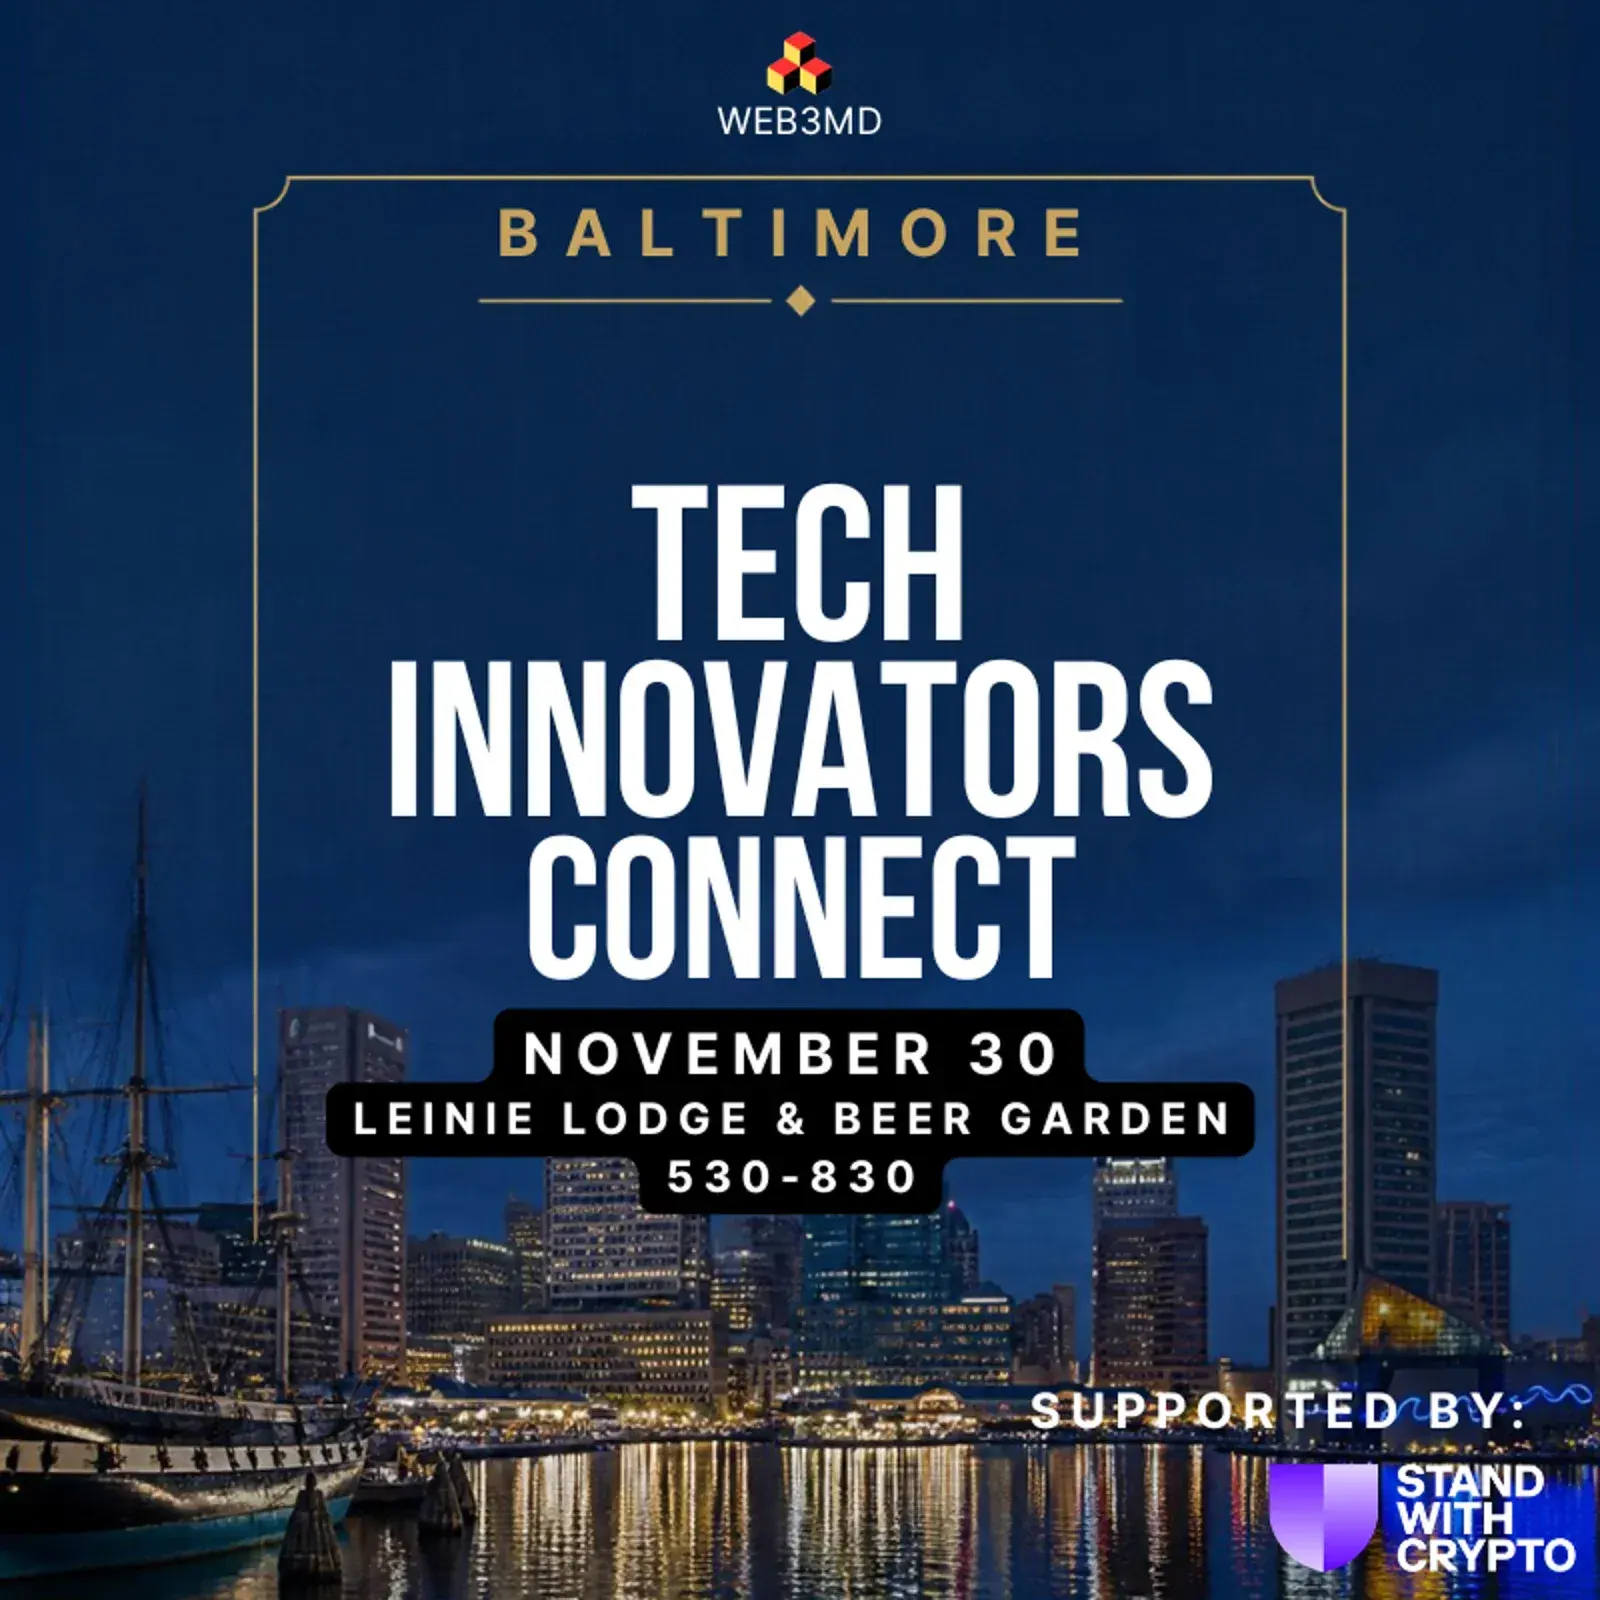 WEB3MD
BALTIMORE
TECH
INNOVATORS
CONNECT
NOVEMBER 30
LEINIE LODGE & BEER GARDEN
530-830
SUPPORTED BY:
STAND
WITH
CRYPTO